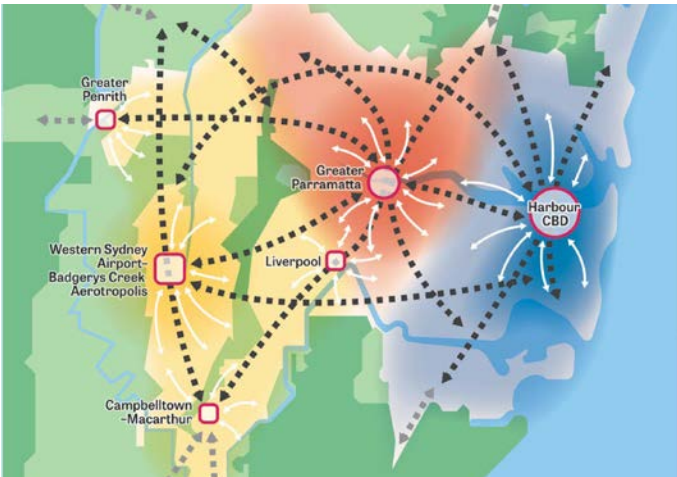 Greater
Penrith
Greater
Parramatta
Harbour
CBD
Western Sydney
Airport–
Badgerys Creek
Aerotropolis
Liverpool
Campbelltown
–Macarthur